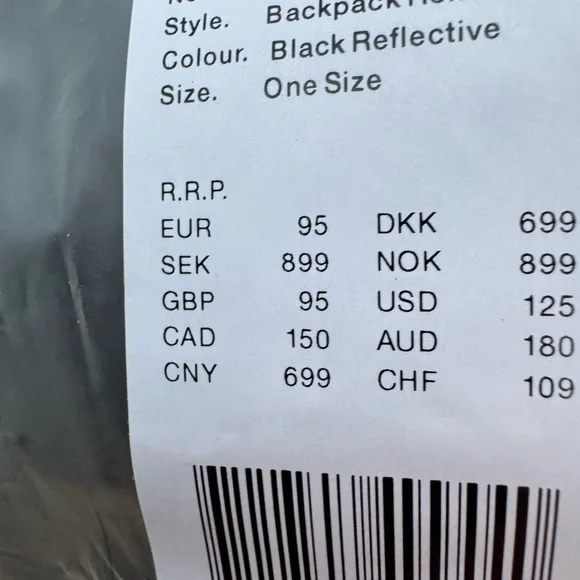 Style. Backpack
Colour. Black Reflective
Size. One Size
R.R.P.
EUR 95 DKK 699
SEK 899 NOK 899
GBP 95 USD 125
CAD 150 AUD 180
CNY 699 CHF 109